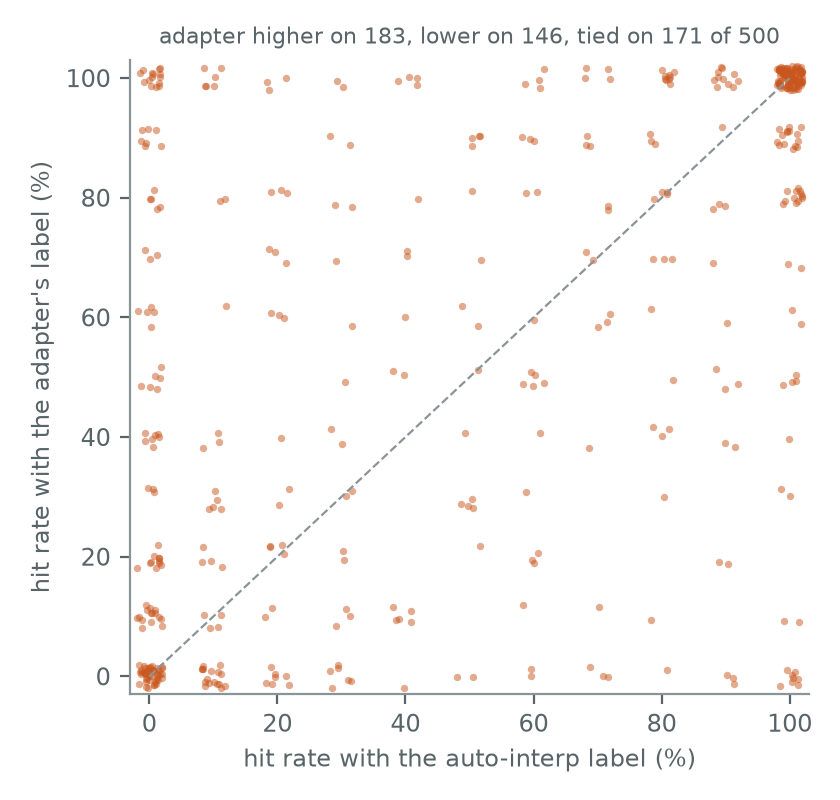 adapter higher on 183, lower on 146, tied on 171 of 500
hit rate with the adapter's label (%)
100
80
60
40
20
0
0 20 40 60 80 100
hit rate with the auto-interp label (%)